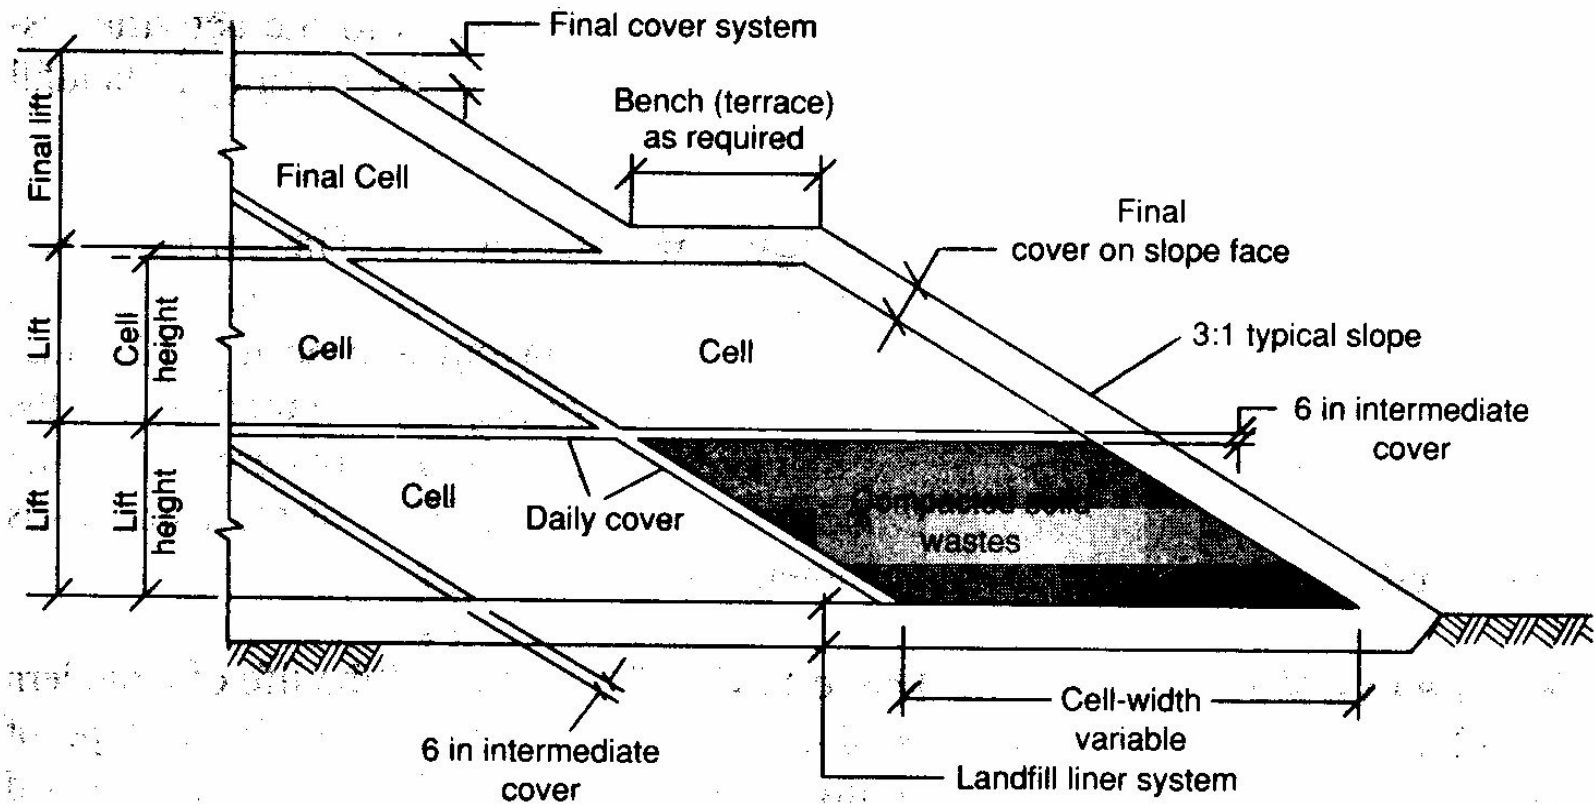 Final cover system
Bench (terrace)
as required
Final lift
Final Cell
Final
cover on slope face
Lift
Cell
height
Cell
Cell
3:1 typical slope
6 in intermediate
cover
Lift
Lift
height
Cell
Daily cover
Compacted solid
wastes
Cell-width
variable
6 in intermediate
cover
Landfill liner system